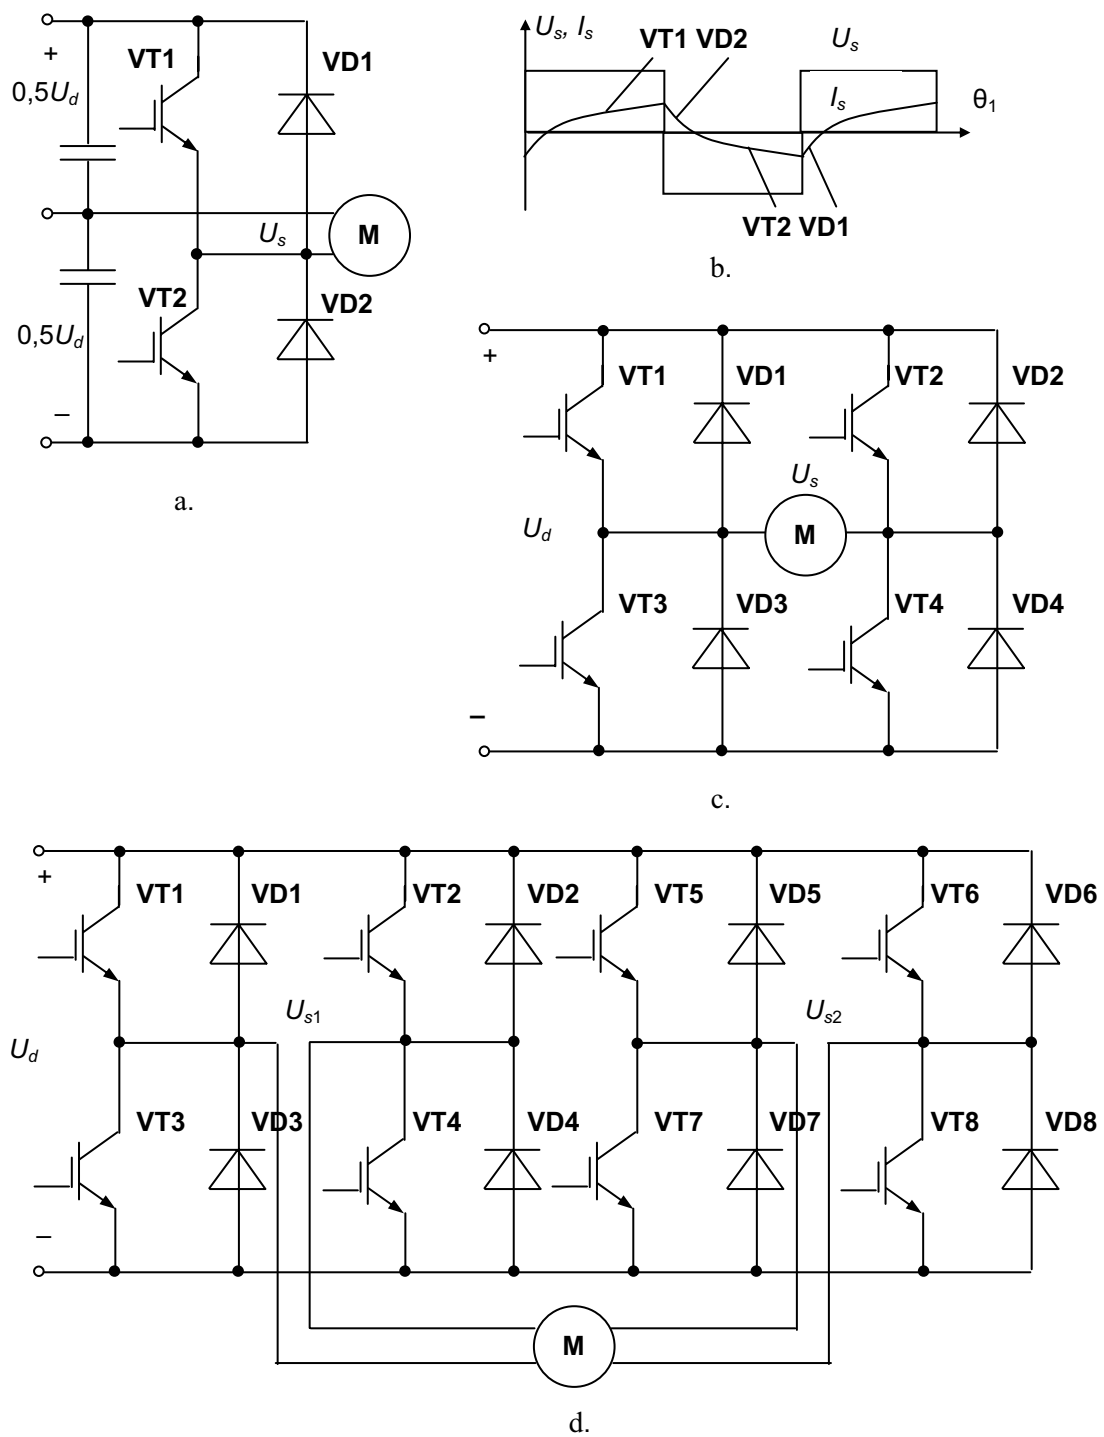 +
0,5Ud
VT1
VD1
Us
M
VT2
VD2
0,5Ud
–
a.
Us, Is
VT1 VD2
Us
Is
θ1
VT2 VD1
b.
+
VT1
VD1
VT2
VD2
Us
Ud
M
VT3
VD3
VT4
VD4
–
c.
+
VT1
VD1
VT2
VD2
VT5
VD5
VT6
VD6
Us1
Us2
Ud
VT3
VD3
VT4
VD4
VT7
VD7
VT8
VD8
–
M
d.